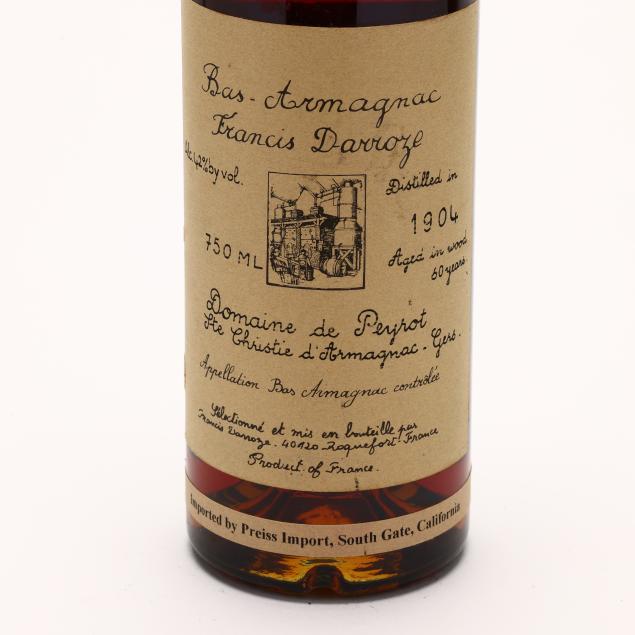 Bas-Armagnac
Francis Darroze
Alc. 42% by vol.
Distilled in
1904
750 ML
Aged in wood
60 years.
Domaine de Peyrot
Ste Christie d'Armagnac - Gers.
Appellation Bas Armagnac contrôlée
Sélectionné et mis en bouteille par
Francis Darroze. 40120 - Roquefort - France
Product of France.
Imported by Preiss Import, South Gate, California